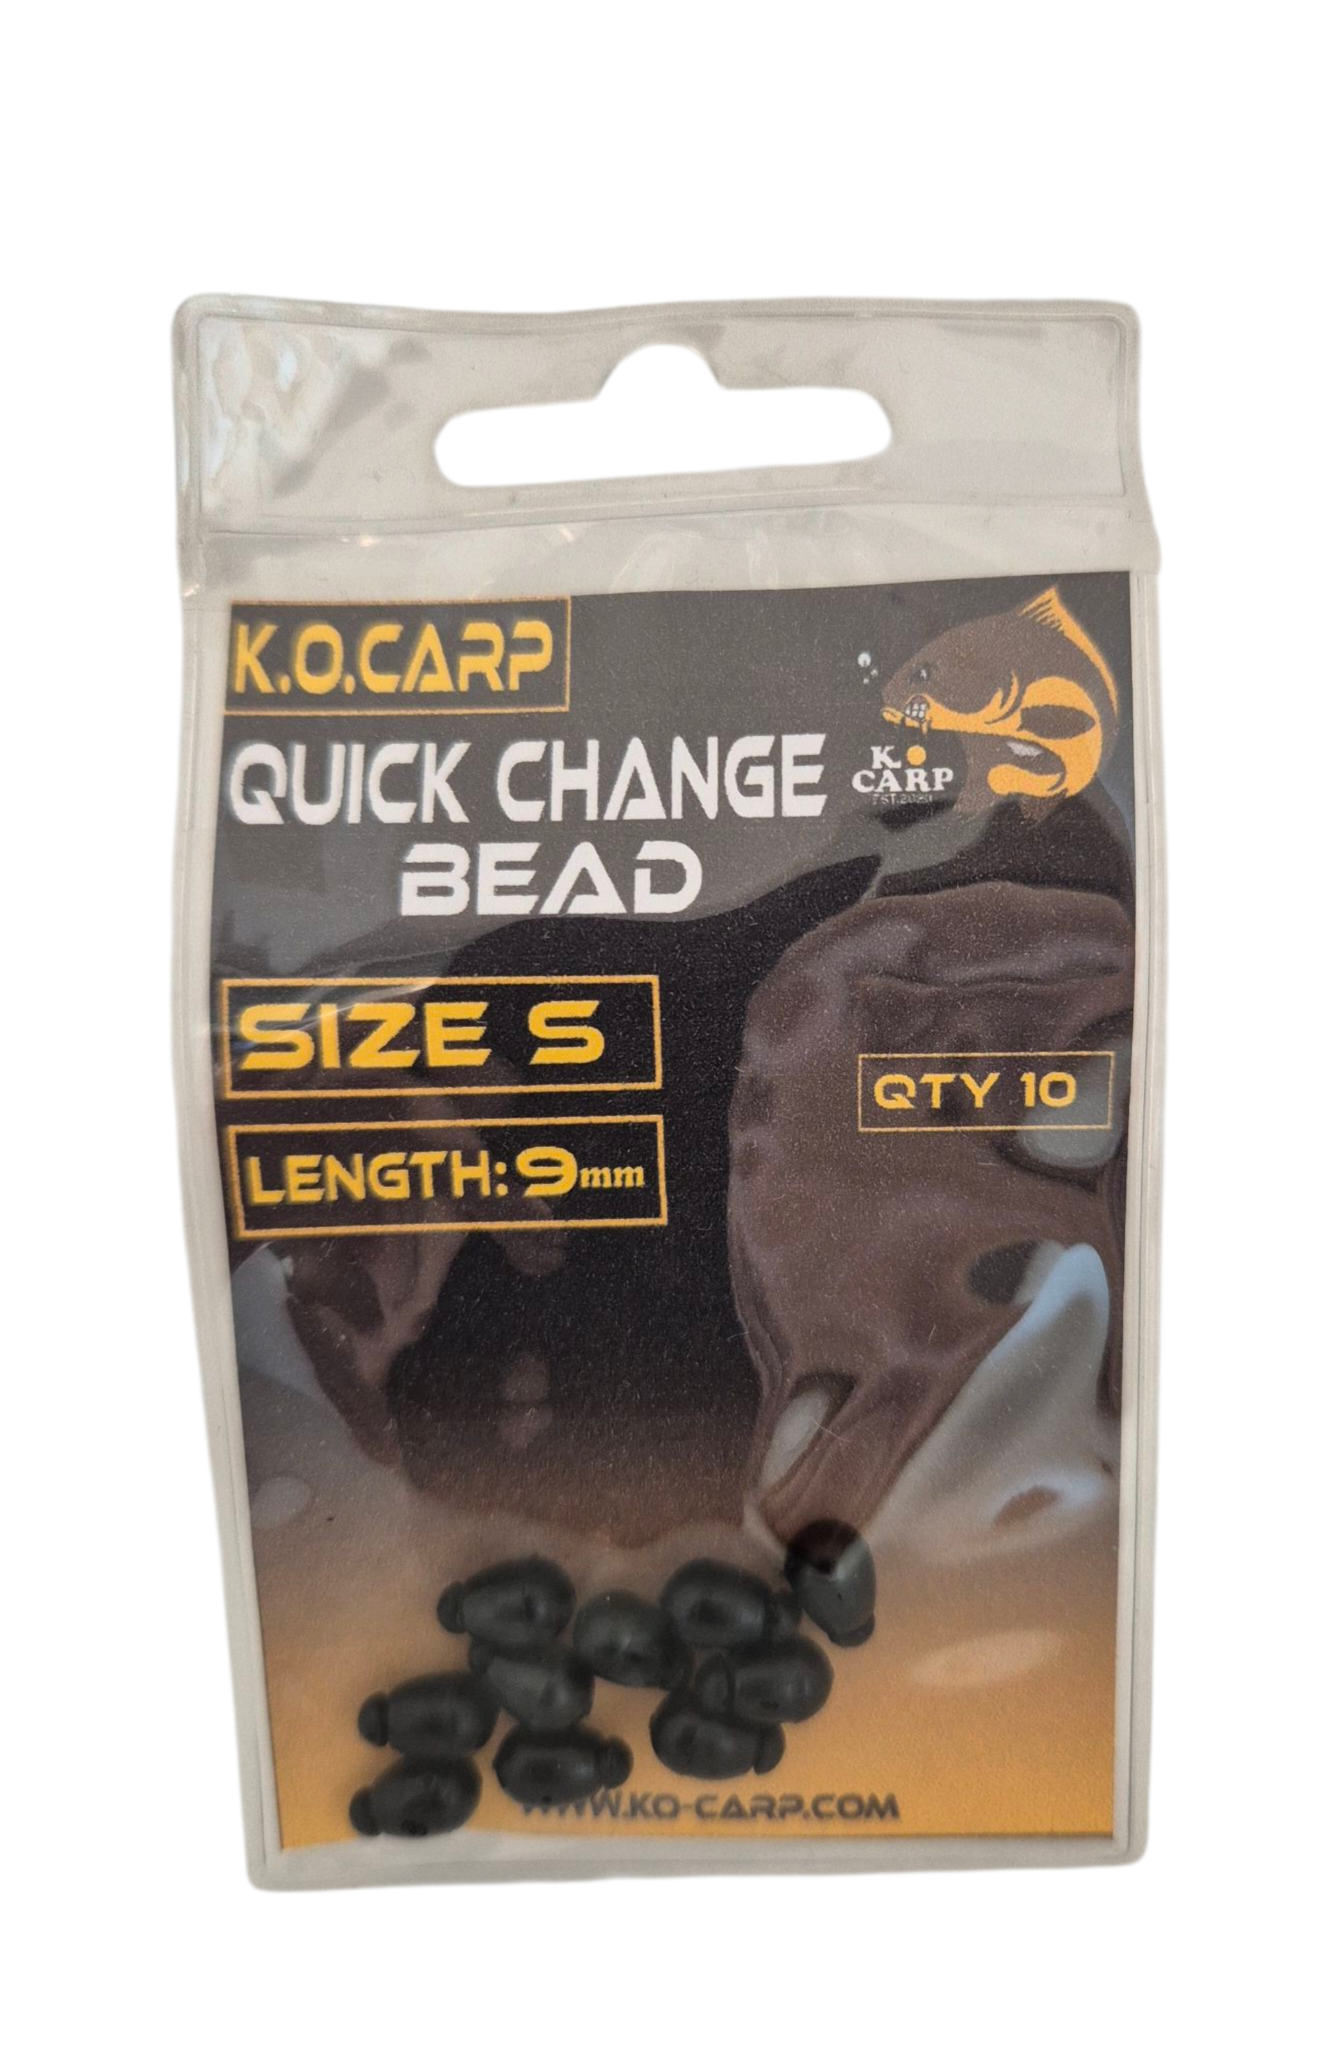 K.O.CARP
QUICK CHANGE
BEAD
K.O
CARP
SIZE S
QTY 10
LENGTH: 9mm
WWW.KO-CARP.COM